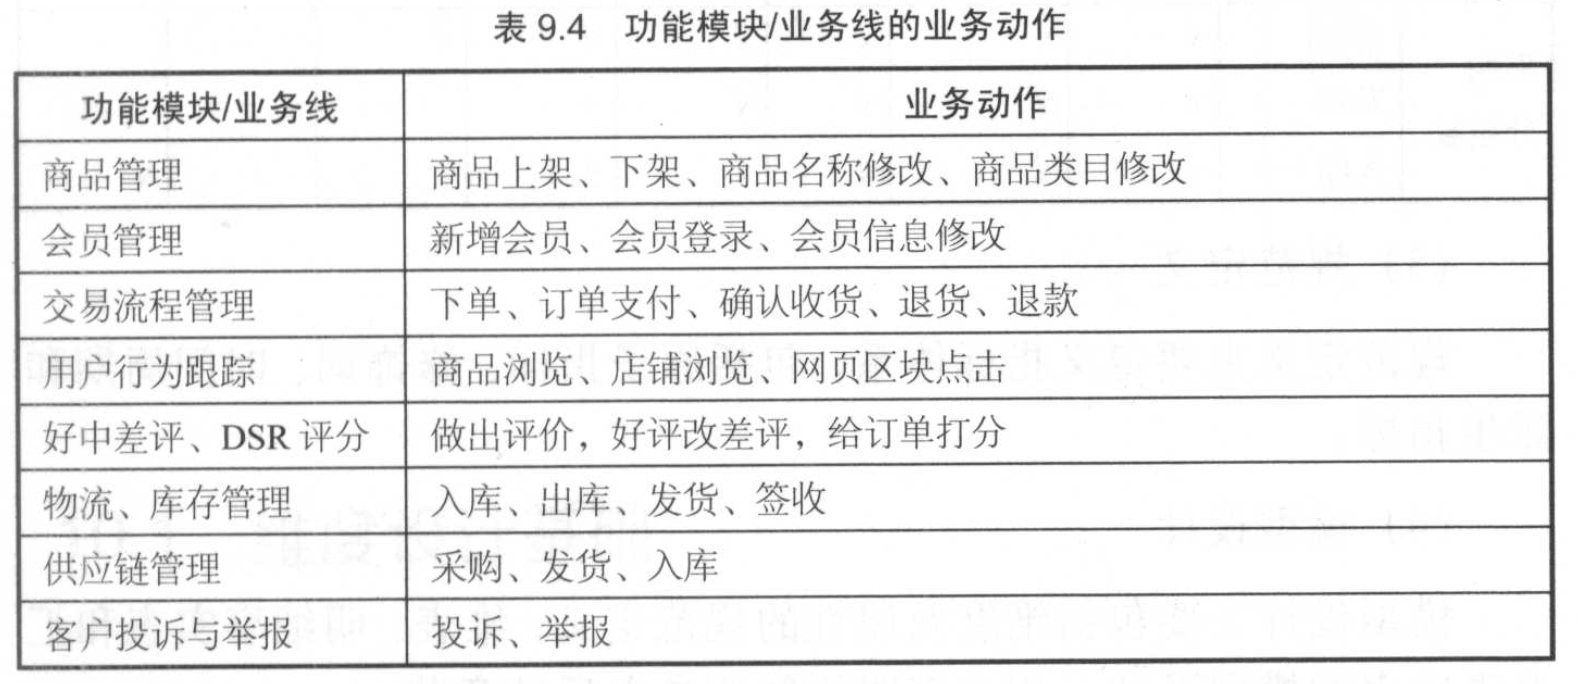 表 9.4 功能模块/业务线的业务动作
功能模块/业务线 业务动作
商品管理 商品上架、下架、商品名称修改、商品类目修改
会员管理 新增会员、会员登录、会员信息修改
交易流程管理 下单、订单支付、确认收货、退货、退款
用户行为跟踪 商品浏览、店铺浏览、网页区块点击
好中差评、DSR 评分 做出评价，好评改差评，给订单打分
物流、库存管理 入库、出库、发货、签收
供应链管理 采购、发货、入库
客户投诉与举报 投诉、举报